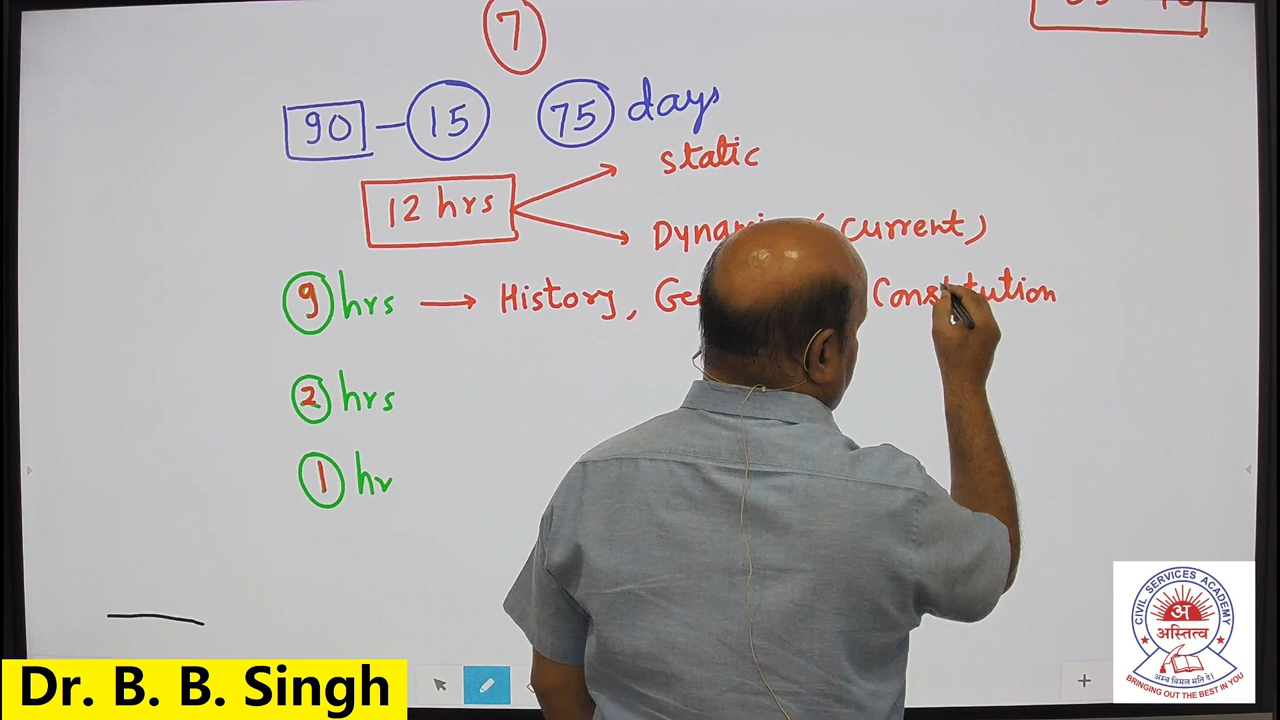 7
90 - 15 75 days
static
12 hrs
Dynami ( Current )
9 hrs → History, Ge Constitution
2 hrs
1 hr
Dr. B. B. Singh
CIVIL SERVICES ACADEMY
अ
अस्तित्व
BRINGING OUT THE BEST IN YOU